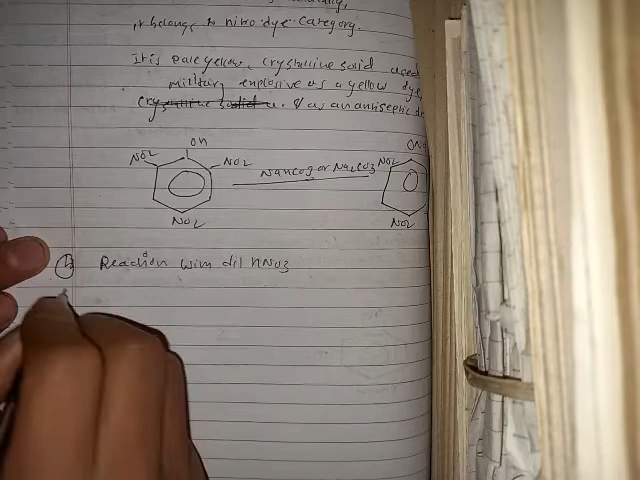 it belongs to nitro-dye-category.
It is pale yellow, crystalline solid used
military explosive as a yellow dye,
& as an antiseptic
OH
NO2
NO2
NO2
NaHCO3 or Na2CO3
ONa
NO2
NO2
Reaction with dil HNO3